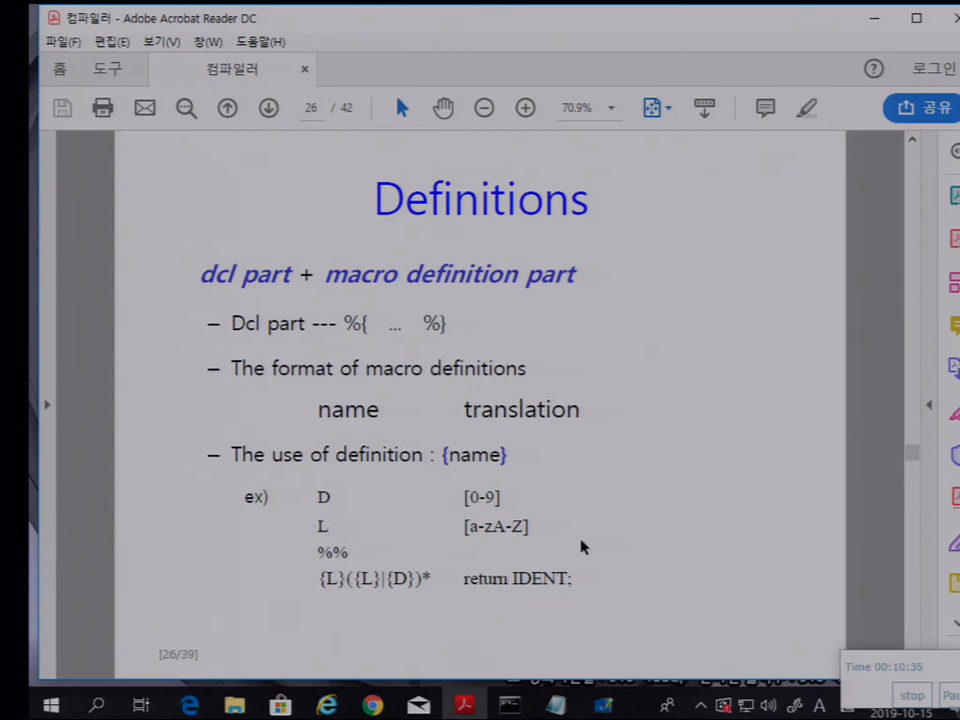 컴파일러 - Adobe Acrobat Reader DC
파일(F) 편집(E) 보기(V) 창(W) 도움말(H)
홈 도구 컴파일러 × 로그인
26 / 42 70.9% 공유
Definitions
dcl part + macro definition part
– Dcl part --- %{ ... %}
– The format of macro definitions
name translation
– The use of definition : {name}
ex) D [0-9]
L [a-zA-Z]
%%
{L}({L}|{D})* return IDENT;
[26/39]
Time 00:10:36
stop Pau
A
2019-10-15